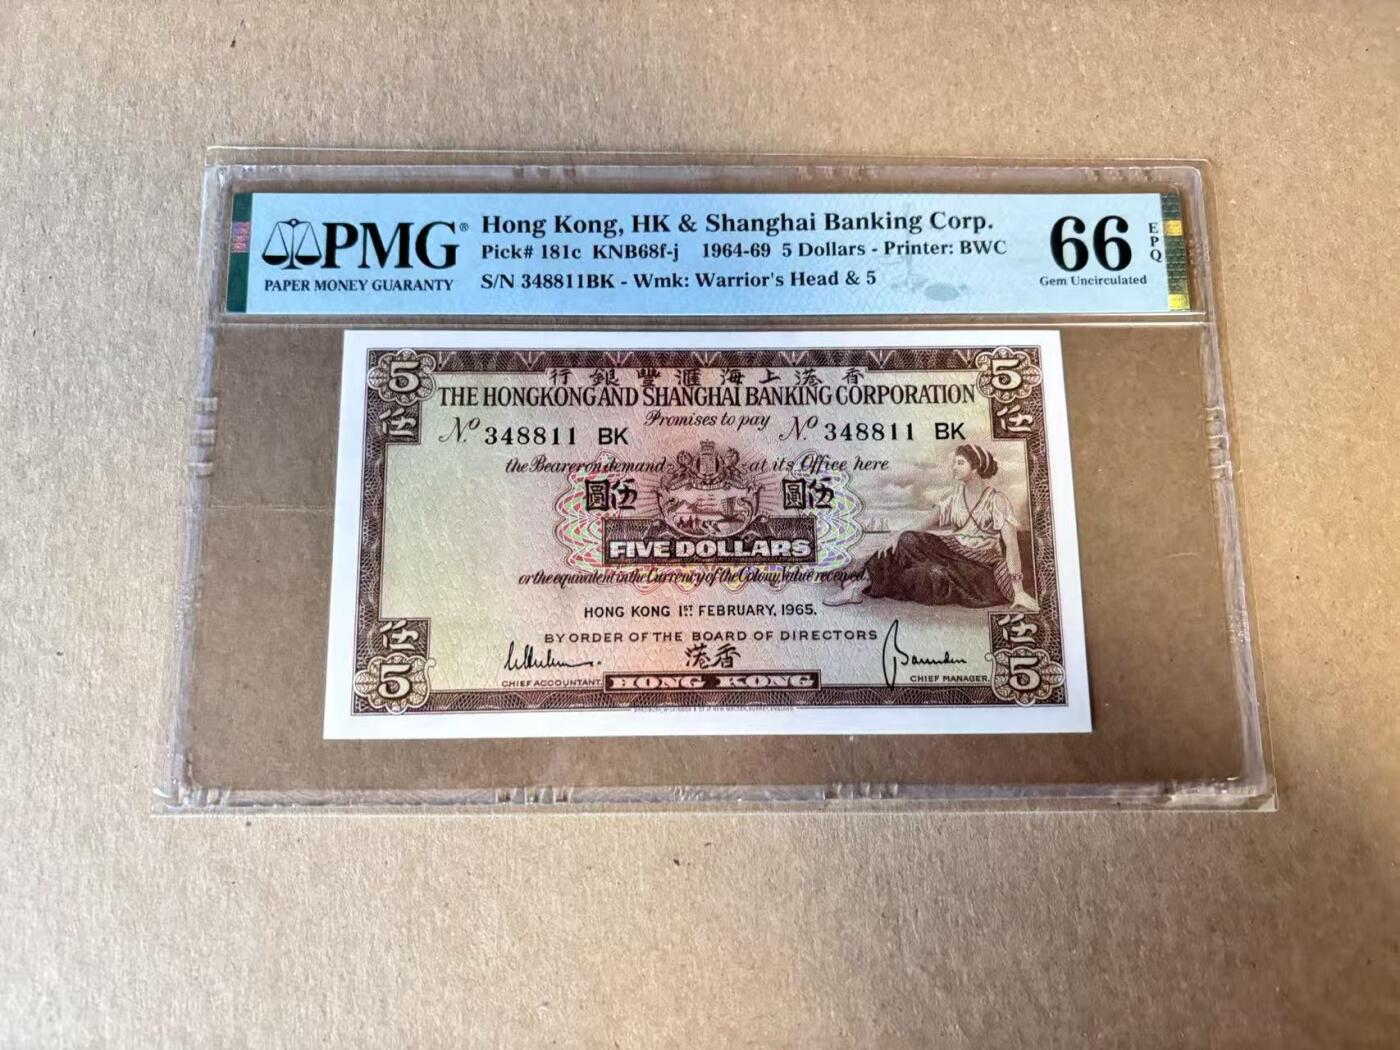 PMG®
PAPER MONEY GUARANTY
Hong Kong, HK & Shanghai Banking Corp.
Pick# 181c KNB68f-j 1964-69 5 Dollars - Printer: BWC
S/N 348811BK - Wmk: Warrior's Head & 5
66
EPQ
Gem Uncirculated
5 5
行銀豐滙海上港香
THE HONGKONG AND SHANGHAI BANKING CORPORATION
伍 伍
Promises to pay
Nº 348811 BK Nº 348811 BK
the Bearer on demand at its Office here
圓伍 圓伍
FIVE DOLLARS
or the equivalent in the Currency of the Colony, Value received.
HONG KONG 1ST FEBRUARY, 1965.
BY ORDER OF THE BOARD OF DIRECTORS
伍 伍
港香
CHIEF ACCOUNTANT. HONG KONG CHIEF MANAGER.
5 5